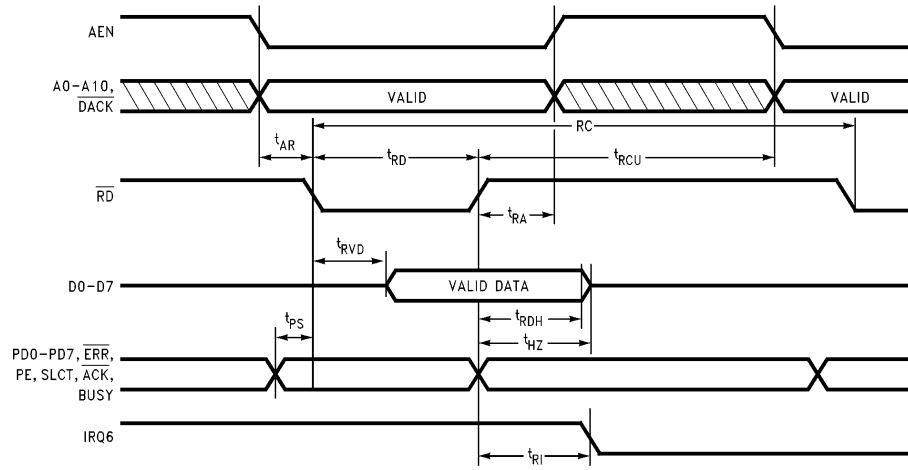 AEN
A0–A10,
DACK
VALID
VALID
RC
tAR
tRD
tRCU
RD
tRA
tRVD
D0–D7
VALID DATA
tRDH
tHZ
tPS
PD0–PD7, ERR,
PE, SLCT, ACK,
BUSY
IRQ6
tRI